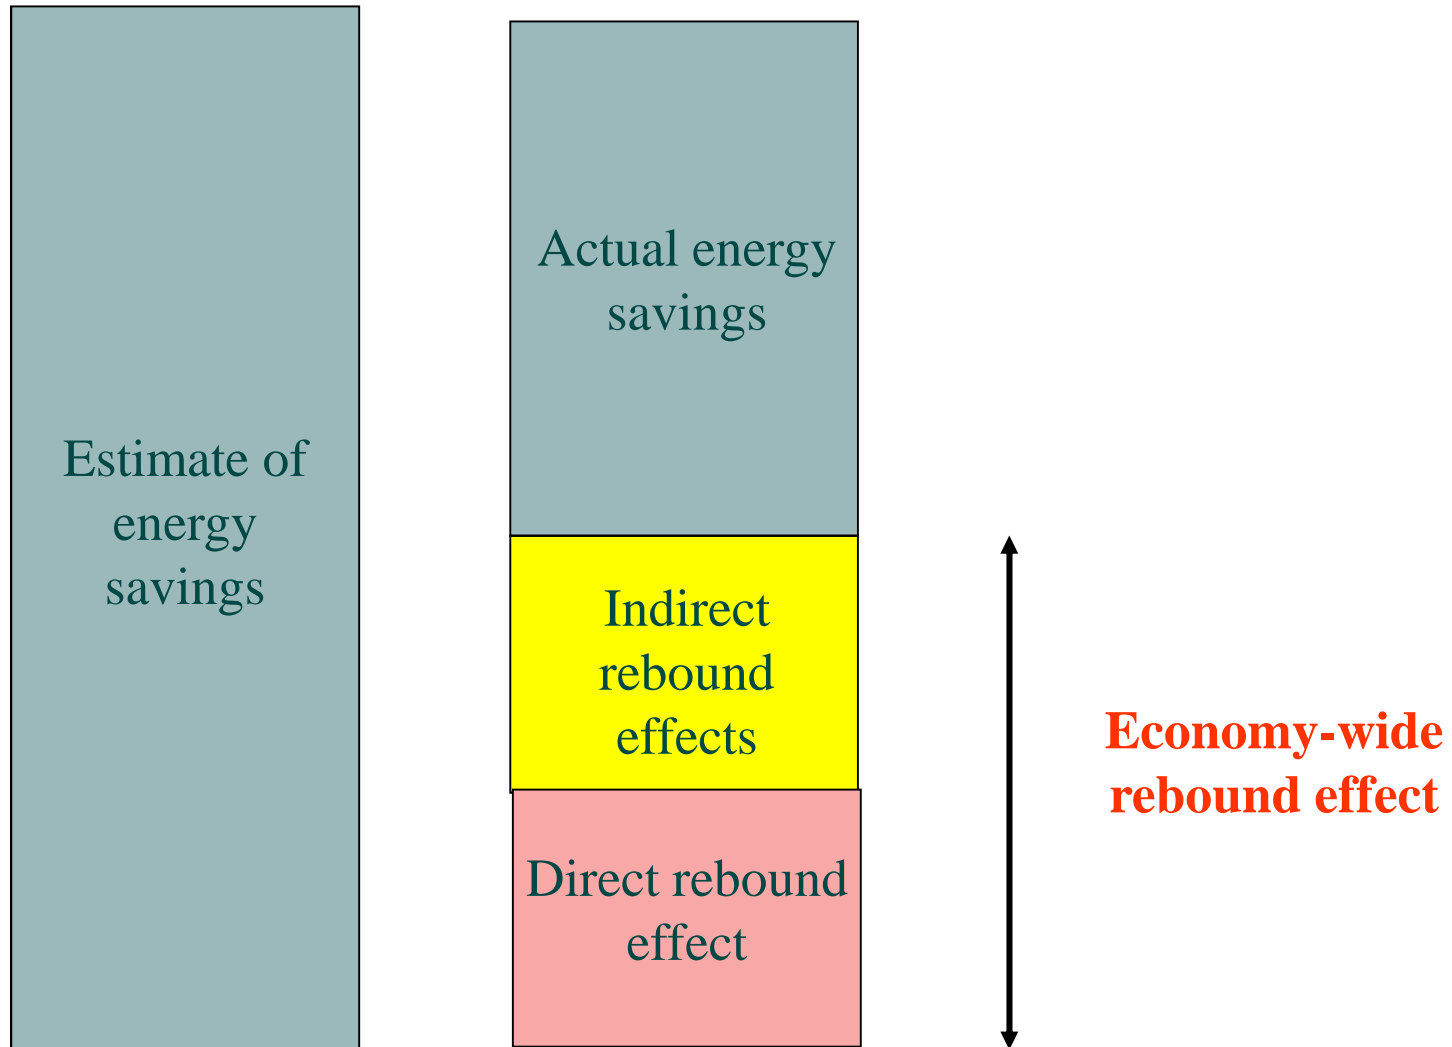 Estimate of
energy
savings
Actual energy
savings
Indirect
rebound
effects
Direct rebound
effect
Economy-wide
rebound effect